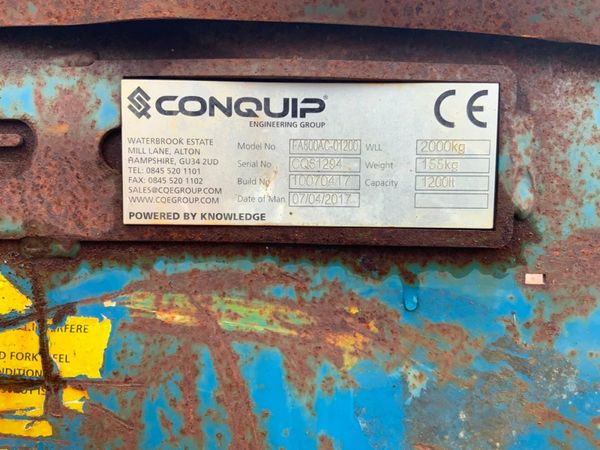 CONQUIP®
ENGINEERING GROUP
CE
WATERBROOK ESTATE
MILL LANE, ALTON
HAMPSHIRE, GU34 2UD
TEL: 0845 520 1101
FAX: 0845 520 1102
SALES@CQEGROUP.COM
WWW.CQEGROUP.COM
POWERED BY KNOWLEDGE
Model No FA800AC-01200 WLL 2000kg
Serial No CQ51294 Weight 155kg
Build No 10070417 Capacity 1200lt
Date of Man 07/04/2017
FORK